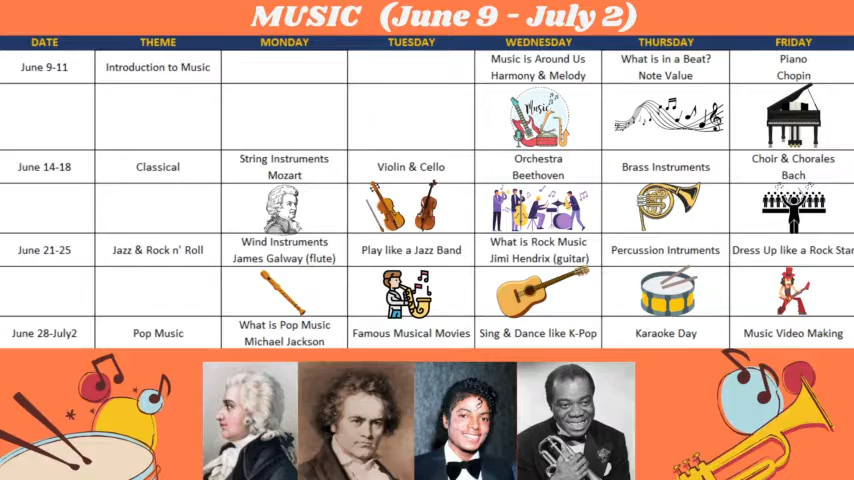 MUSIC (June 9 - July 2)
DATE THEME MONDAY TUESDAY WEDNESDAY THURSDAY FRIDAY
June 9-11 Introduction to Music Music is Around Us Harmony & Melody What is in a Beat? Note Value Piano Chopin
Music
June 14-18 Classical String Instruments Mozart Violin & Cello Orchestra Beethoven Brass Instruments Choir & Chorales Bach
June 21-25 Jazz & Rock n' Roll Wind Instruments James Galway (flute) Play like a Jazz Band What is Rock Music Jimi Hendrix (guitar) Percussion Intruments Dress Up like a Rock Star
June 28-July2 Pop Music What is Pop Music Michael Jackson Famous Musical Movies Sing & Dance like K-Pop Karaoke Day Music Video Making